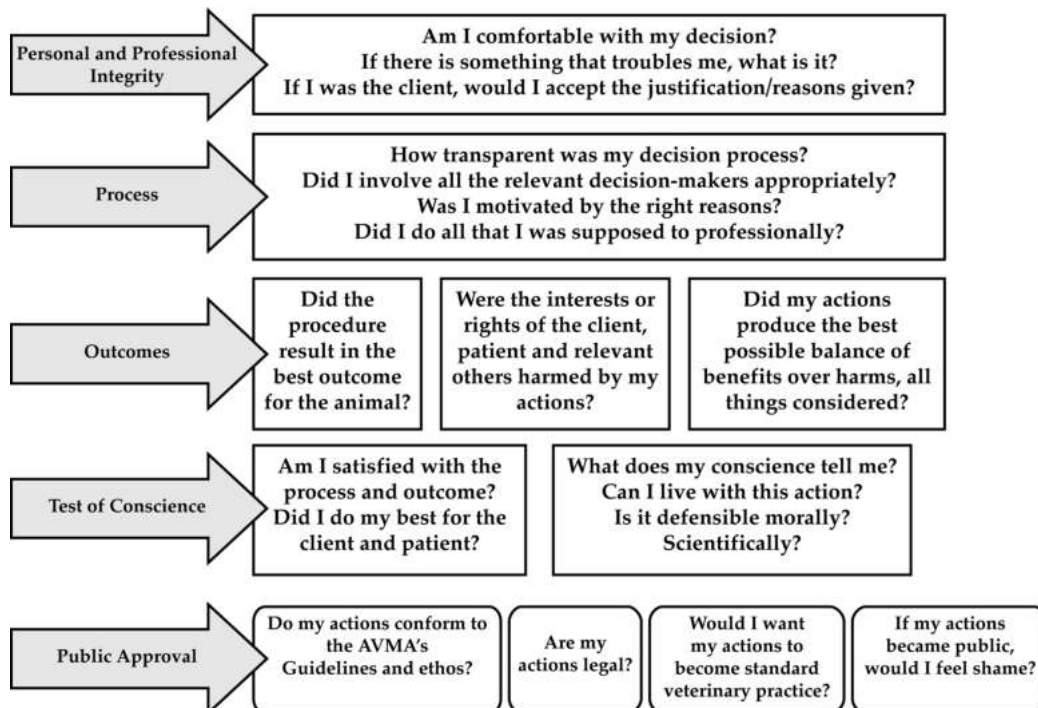 Personal and Professional
Integrity
Am I comfortable with my decision?
If there is something that troubles me, what is it?
If I was the client, would I accept the justification/reasons given?
Process
How transparent was my decision process?
Did I involve all the relevant decision-makers appropriately?
Was I motivated by the right reasons?
Did I do all that I was supposed to professionally?
Outcomes
Did the
procedure
result in the
best outcome
for the animal?
Were the interests or
rights of the client,
patient and relevant
others harmed by my
actions?
Did my actions
produce the best
possible balance of
benefits over harms, all
things considered?
Test of Conscience
Am I satisfied with the
process and outcome?
Did I do my best for the
client and patient?
What does my conscience tell me?
Can I live with this action?
Is it defensible morally?
Scientifically?
Public Approval
Do my actions conform to
the AVMA's
Guidelines and ethos?
Are my
actions legal?
Would I want
my actions to
become standard
veterinary practice?
If my actions
became public,
would I feel shame?